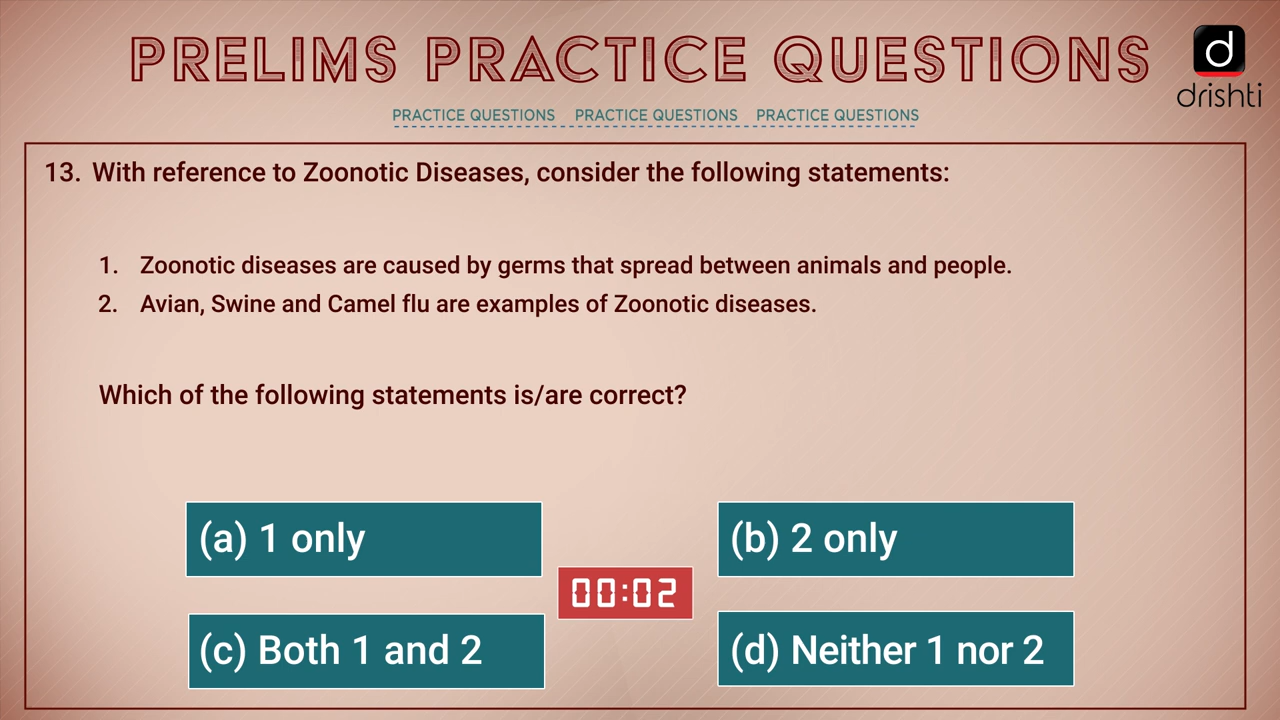 PRELIMS PRACTICE QUESTIONS
d
drishti
PRACTICE QUESTIONS PRACTICE QUESTIONS PRACTICE QUESTIONS
13. With reference to Zoonotic Diseases, consider the following statements:
1. Zoonotic diseases are caused by germs that spread between animals and people.
2. Avian, Swine and Camel flu are examples of Zoonotic diseases.
Which of the following statements is/are correct?
(a) 1 only
(b) 2 only
00:02
(c) Both 1 and 2
(d) Neither 1 nor 2